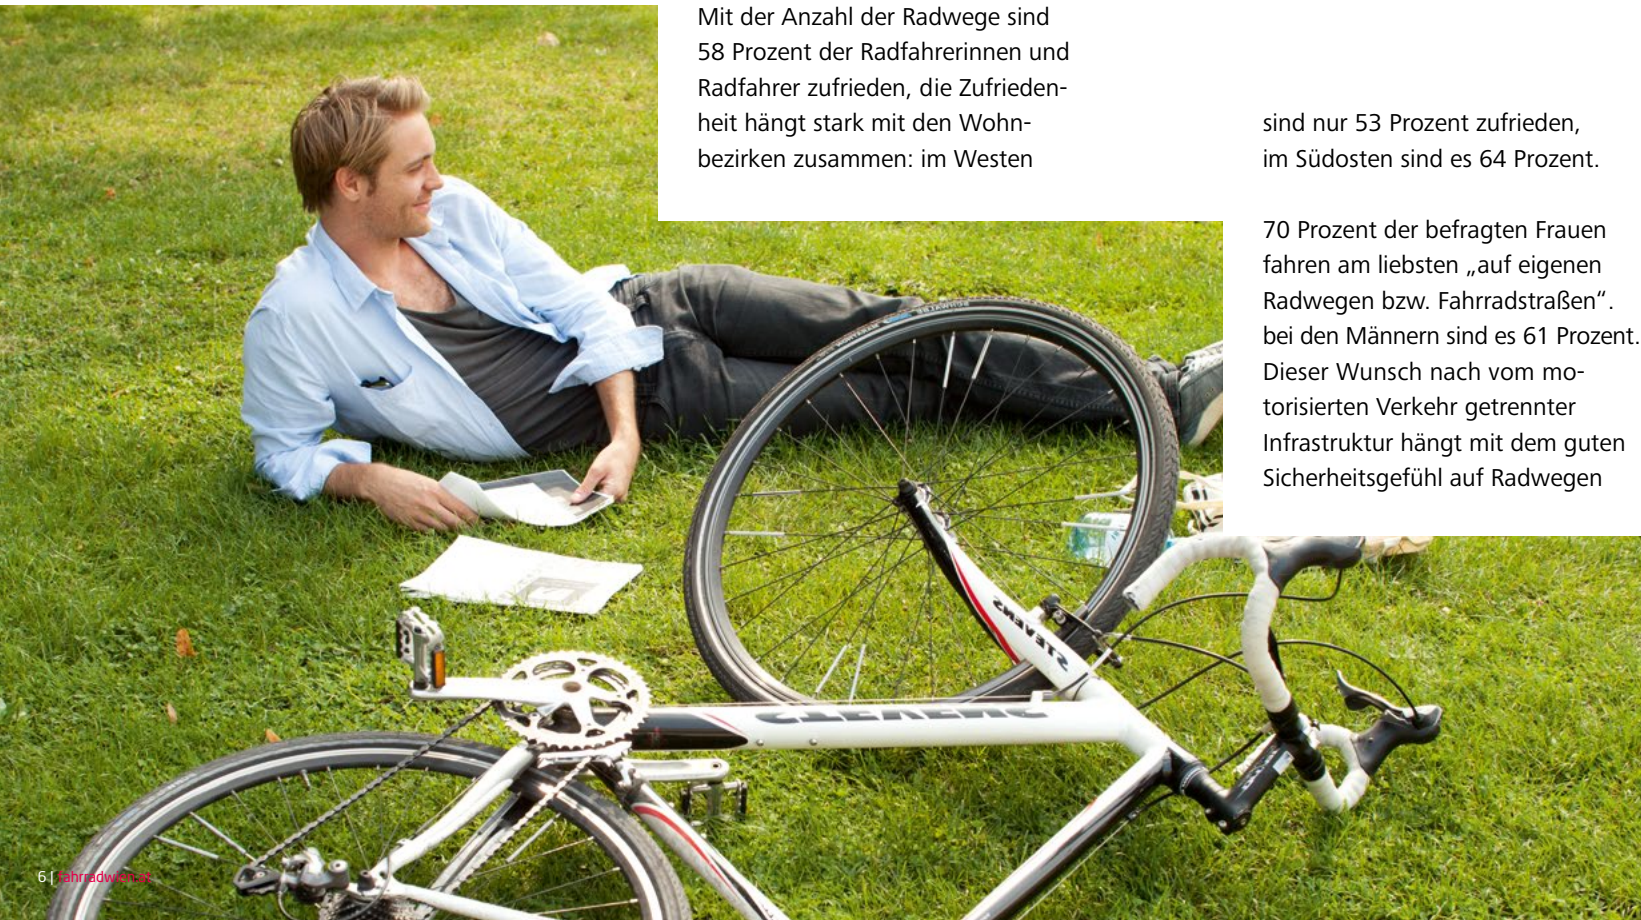 Mit der Anzahl der Radwege sind
58 Prozent der Radfahrerinnen und
Radfahrer zufrieden, die Zufrieden-
heit hängt stark mit den Wohn-
bezirken zusammen: im Westen
sind nur 53 Prozent zufrieden,
im Südosten sind es 64 Prozent.
70 Prozent der befragten Frauen
fahren am liebsten „auf eigenen
Radwegen bzw. Fahrradstraßen“.
bei den Männern sind es 61 Prozent.
Dieser Wunsch nach vom mo-
torisierten Verkehr getrennter
Infrastruktur hängt mit dem guten
Sicherheitsgefühl auf Radwegen
STEVENS
STEVENS
6 | fahrradwien.at